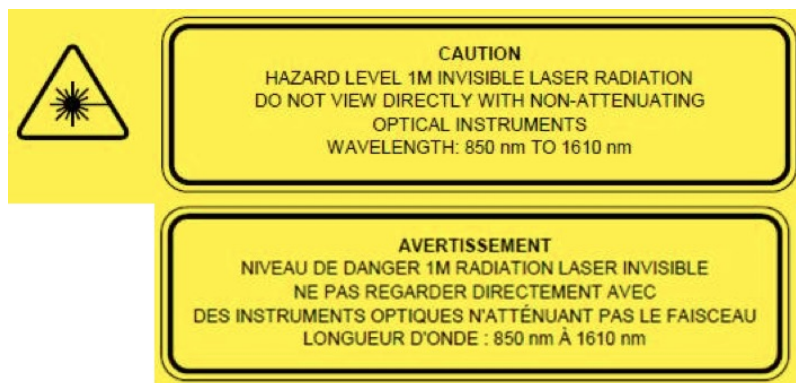 CAUTION
HAZARD LEVEL 1M INVISIBLE LASER RADIATION
DO NOT VIEW DIRECTLY WITH NON-ATTENUATING
OPTICAL INSTRUMENTS
WAVELENGTH: 850 nm TO 1610 nm
AVERTISSEMENT
NIVEAU DE DANGER 1M RADIATION LASER INVISIBLE
NE PAS REGARDER DIRECTEMENT AVEC
DES INSTRUMENTS OPTIQUES N'ATTÉNUANT PAS LE FAISCEAU
LONGUEUR D'ONDE : 850 nm À 1610 nm